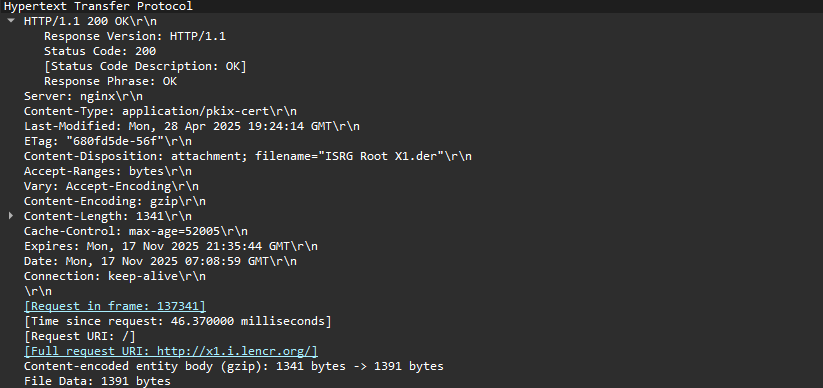 Hypertext Transfer Protocol
HTTP/1.1 200 OK\r\n
Response Version: HTTP/1.1
Status Code: 200
[Status Code Description: OK]
Response Phrase: OK
Server: nginx\r\n
Content-Type: application/pkix-cert\r\n
Last-Modified: Mon, 28 Apr 2025 19:24:14 GMT\r\n
ETag: "680fd5de-56f"\r\n
Content-Disposition: attachment; filename="ISRG Root X1.der"\r\n
Accept-Ranges: bytes\r\n
Vary: Accept-Encoding\r\n
Content-Encoding: gzip\r\n
Content-Length: 1341\r\n
Cache-Control: max-age=52005\r\n
Expires: Mon, 17 Nov 2025 21:35:44 GMT\r\n
Date: Mon, 17 Nov 2025 07:08:59 GMT\r\n
Connection: keep-alive\r\n
\r\n
[Request in frame: 137341]
[Time since request: 46.370000 milliseconds]
[Request URI: /]
[Full request URI: http://x1.i.lencr.org/]
Content-encoded entity body (gzip): 1341 bytes -> 1391 bytes
File Data: 1391 bytes